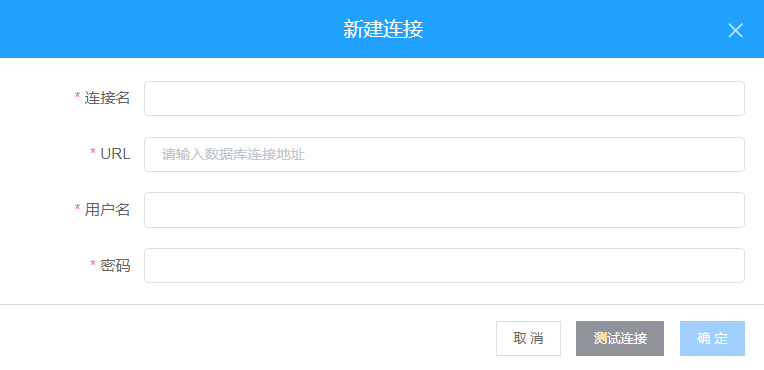 新建连接
* 连接名
* URL
请输入数据库连接地址
* 用户名
* 密码
取 消
测试连接
确 定